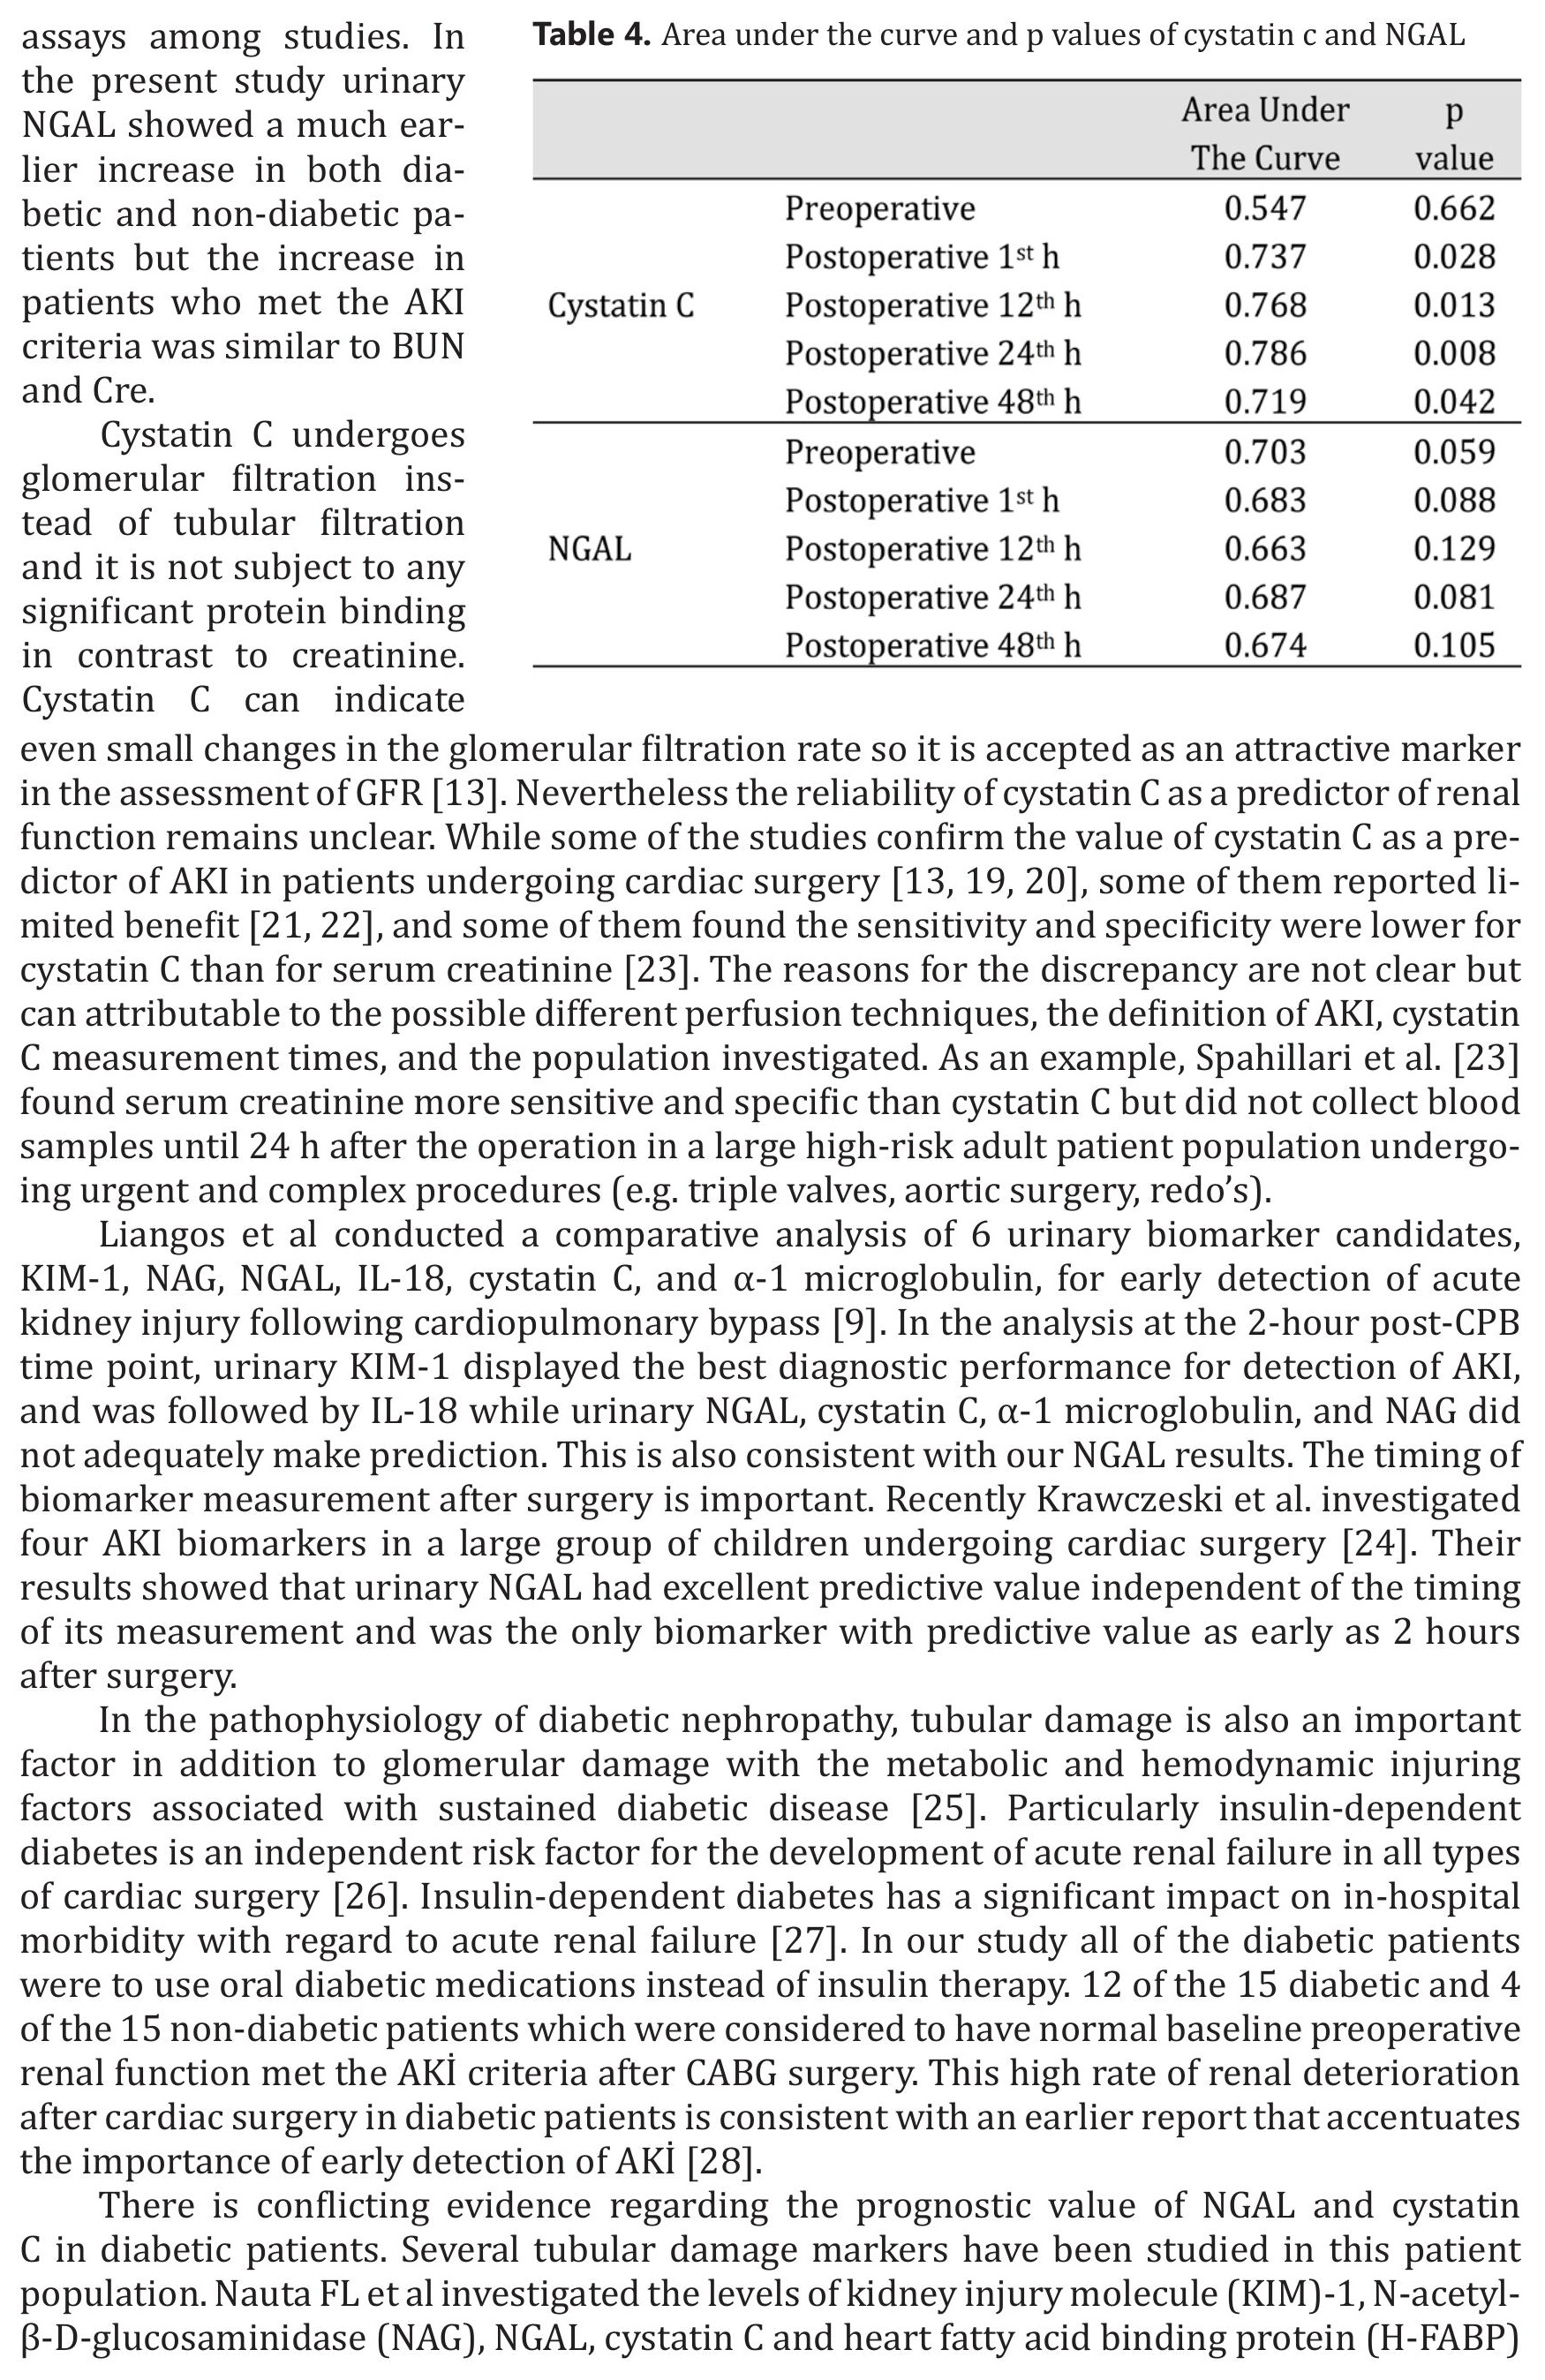 assays among studies. In
the present study urinary
NGAL showed a much ear-
lier increase in both dia-
betic and non-diabetic pa-
tients but the increase in
patients who met the AKI
criteria was similar to BUN
and Cre.
Cystatin C undergoes
glomerular filtration ins-
tead of tubular filtration
and it is not subject to any
significant protein binding
in contrast to creatinine.
Cystatin C can indicate
Table 4. Area under the curve and p values of cystatin c and NGAL
Area Under The Curve p value
Cystatin C
Preoperative 0.547 0.662
Postoperative 1st h 0.737 0.028
Postoperative 12th h 0.768 0.013
Postoperative 24th h 0.786 0.008
Postoperative 48th h 0.719 0.042
NGAL
Preoperative 0.703 0.059
Postoperative 1st h 0.683 0.088
Postoperative 12th h 0.663 0.129
Postoperative 24th h 0.687 0.081
Postoperative 48th h 0.674 0.105
even small changes in the glomerular filtration rate so it is accepted as an attractive marker
in the assessment of GFR [13]. Nevertheless the reliability of cystatin C as a predictor of renal
function remains unclear. While some of the studies confirm the value of cystatin C as a pre-
dictor of AKI in patients undergoing cardiac surgery [13, 19, 20], some of them reported li-
mited benefit [21, 22], and some of them found the sensitivity and specificity were lower for
cystatin C than for serum creatinine [23]. The reasons for the discrepancy are not clear but
can attributable to the possible different perfusion techniques, the definition of AKI, cystatin
C measurement times, and the population investigated. As an example, Spahillari et al. [23]
found serum creatinine more sensitive and specific than cystatin C but did not collect blood
samples until 24 h after the operation in a large high-risk adult patient population undergo-
ing urgent and complex procedures (e.g. triple valves, aortic surgery, redo’s).
Liangos et al conducted a comparative analysis of 6 urinary biomarker candidates,
KIM-1, NAG, NGAL, IL-18, cystatin C, and α-1 microglobulin, for early detection of acute
kidney injury following cardiopulmonary bypass [9]. In the analysis at the 2-hour post-CPB
time point, urinary KIM-1 displayed the best diagnostic performance for detection of AKI,
and was followed by IL-18 while urinary NGAL, cystatin C, α-1 microglobulin, and NAG did
not adequately make prediction. This is also consistent with our NGAL results. The timing of
biomarker measurement after surgery is important. Recently Krawczeski et al. investigated
four AKI biomarkers in a large group of children undergoing cardiac surgery [24]. Their
results showed that urinary NGAL had excellent predictive value independent of the timing
of its measurement and was the only biomarker with predictive value as early as 2 hours
after surgery.
In the pathophysiology of diabetic nephropathy, tubular damage is also an important
factor in addition to glomerular damage with the metabolic and hemodynamic injuring
factors associated with sustained diabetic disease [25]. Particularly insulin-dependent
diabetes is an independent risk factor for the development of acute renal failure in all types
of cardiac surgery [26]. Insulin-dependent diabetes has a significant impact on in-hospital
morbidity with regard to acute renal failure [27]. In our study all of the diabetic patients
were to use oral diabetic medications instead of insulin therapy. 12 of the 15 diabetic and 4
of the 15 non-diabetic patients which were considered to have normal baseline preoperative
renal function met the AKİ criteria after CABG surgery. This high rate of renal deterioration
after cardiac surgery in diabetic patients is consistent with an earlier report that accentuates
the importance of early detection of AKİ [28].
There is conflicting evidence regarding the prognostic value of NGAL and cystatin
C in diabetic patients. Several tubular damage markers have been studied in this patient
population. Nauta FL et al investigated the levels of kidney injury molecule (KIM)-1, N-acetyl-
β-D-glucosaminidase (NAG), NGAL, cystatin C and heart fatty acid binding protein (H-FABP)